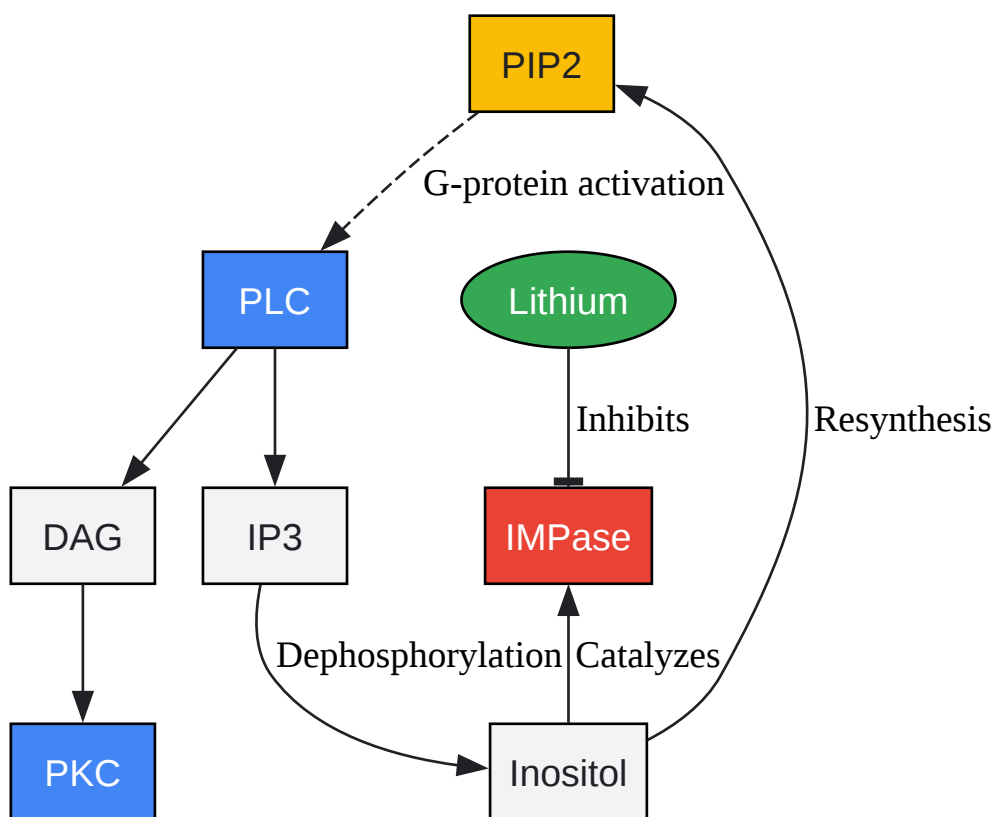 PIP2
G-protein activation
PLC
Lithium
Inhibits
Resynthesis
DAG
IP3
IMPase
Dephosphorylation
Catalyzes
PKC
Inositol